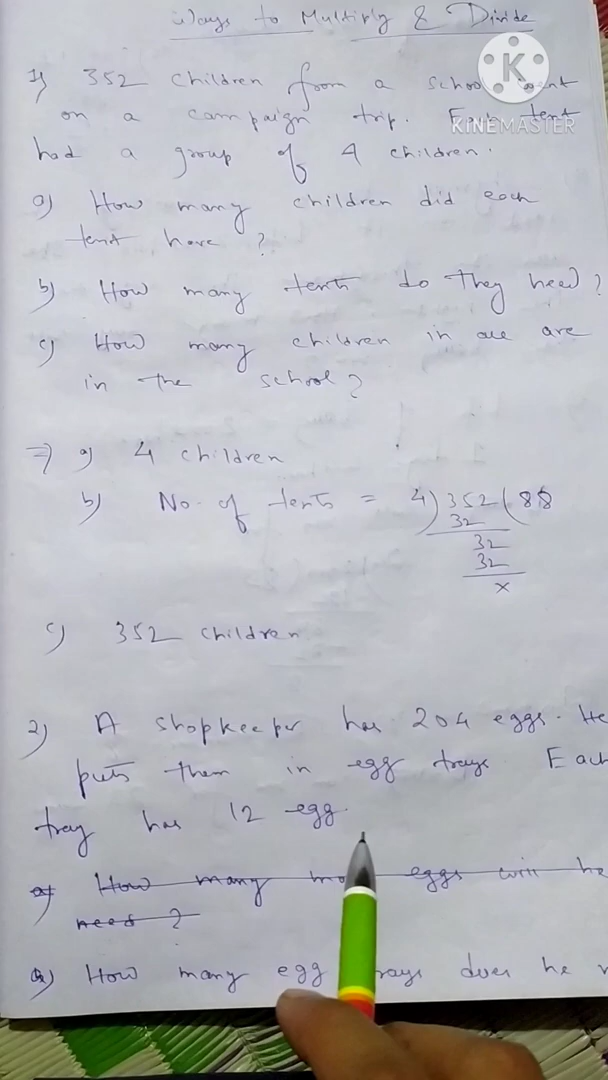 Ways to Multiply & Divide
KINEMASTER
1) 352 children from a school went
on a campaign trip. Each tent
had a group of 4 children.
a) How many children did each
tent have ?
b) How many tents do they need?
c) How many children in all are
in the school?
=> a) 4 children
b) No. of tents = 4) 352 ( 88
32
32
32
x
c) 352 children
2) A shopkeeper has 204 eggs. He
puts them in egg trays. Each
tray has 12 egg.
a) How many eggs will he
need ?
a) How many egg trays does he